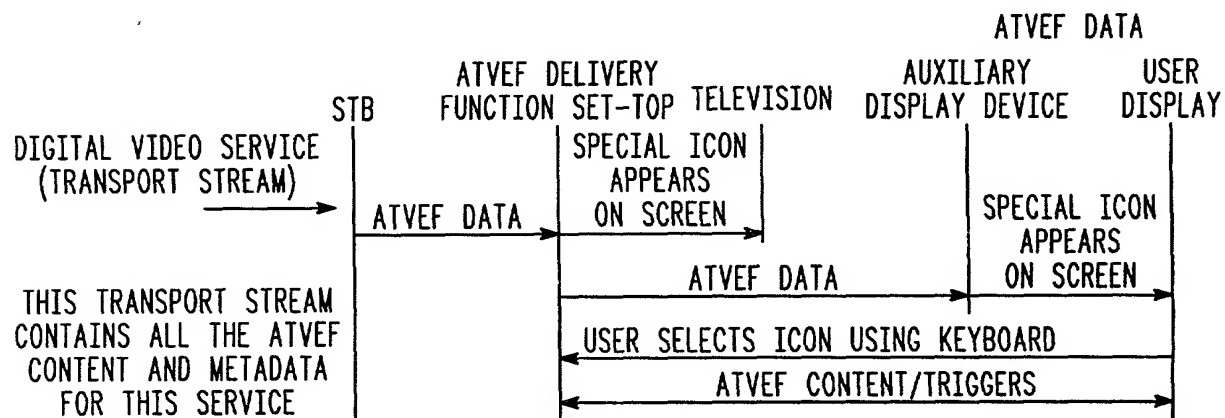 ATVEF DATA
STB
ATVEF DELIVERY
FUNCTION SET-TOP
TELEVISION
AUXILIARY
DISPLAY DEVICE
USER
DISPLAY
DIGITAL VIDEO SERVICE
(TRANSPORT STREAM)
ATVEF DATA
SPECIAL ICON
APPEARS
ON SCREEN
ATVEF DATA
SPECIAL ICON
APPEARS
ON SCREEN
THIS TRANSPORT STREAM
CONTAINS ALL THE ATVEF
CONTENT AND METADATA
FOR THIS SERVICE
USER SELECTS ICON USING KEYBOARD
ATVEF CONTENT/TRIGGERS